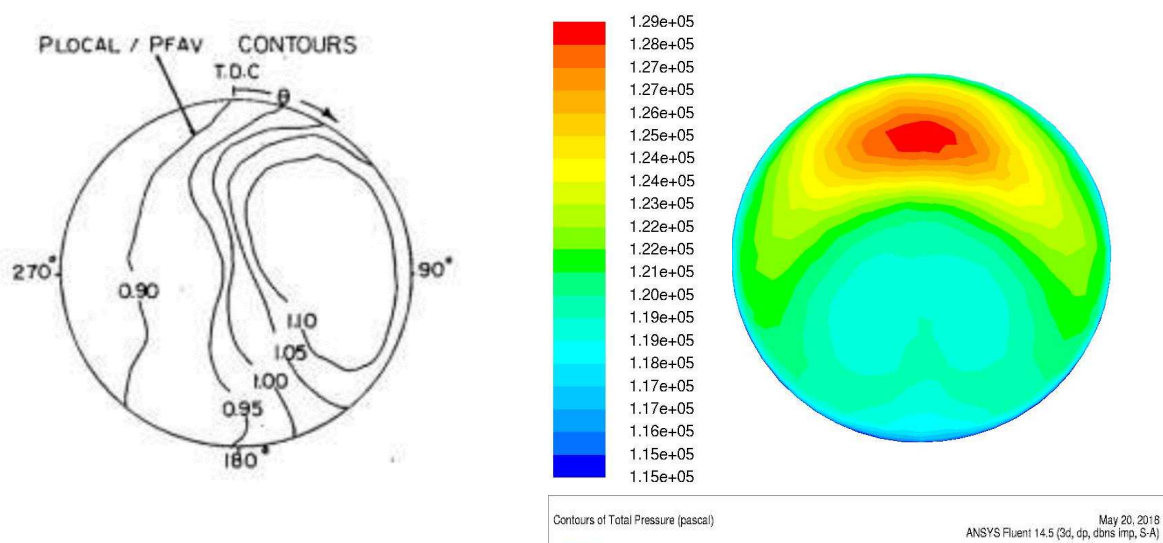 PLOCAL / PFAV CONTOURS
T.D.C
θ
270°
90°
0.90
1.10
1.05
1.00
0.95
180°
1.29e+05
1.28e+05
1.27e+05
1.27e+05
1.26e+05
1.25e+05
1.24e+05
1.24e+05
1.23e+05
1.22e+05
1.22e+05
1.21e+05
1.20e+05
1.19e+05
1.19e+05
1.18e+05
1.17e+05
1.17e+05
1.16e+05
1.15e+05
1.15e+05
Contours of Total Pressure (pascal)
May 20, 2018
ANSYS Fluent 14.5 (3d, dp, dbns imp, S-A)